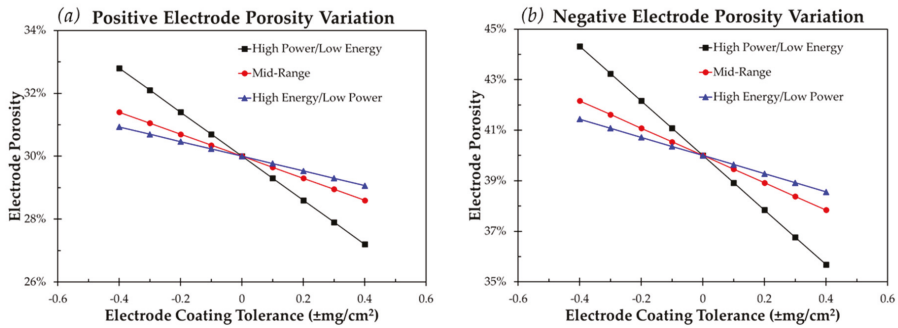 (a) Positive Electrode Porosity Variation
34%
32%
30%
28%
26%
Electrode Porosity
High Power/Low Energy
Mid-Range
High Energy/Low Power
-0.6 -0.4 -0.2 0 0.2 0.4 0.6
Electrode Coating Tolerance (±mg/cm²)
(b) Negative Electrode Porosity Variation
45%
43%
41%
39%
37%
35%
Electrode Porosity
High Power/Low Energy
Mid-Range
High Energy/Low Power
-0.6 -0.4 -0.2 0 0.2 0.4 0.6
Electrode Coating Tolerance (±mg/cm²)